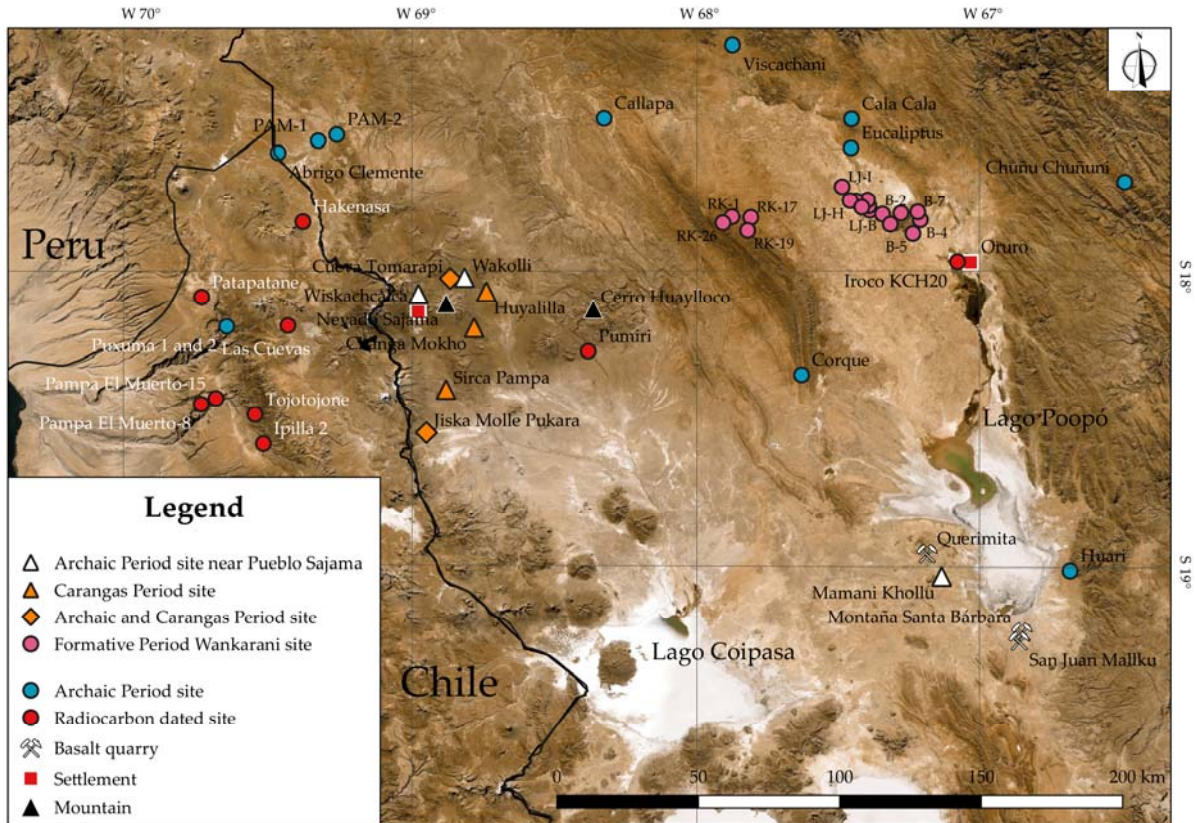 W 70°
W 69°
W 68°
W 67°
N
Viscachani
Callapa
Cala Cala
PAM-1
PAM-2
Eucaliptus
Abrigo Clemente
Chuñu Chuñuni
LJ-I
Hakenasa
RK-1
RK-17
LJ-H
B-2
B-7
LJ-B
RK-26
RK-19
B-5
B-4
Peru
Oruro
Cueva Tomarapi
Wakolli
Iroco KCH20
S 18°
Patapatane
Wiskachcalca
Huyalilla
Cerro Huaylloco
Nevado Sajama
Puxuma 1 and 2
Las Cuevas
Changa Mokho
Pumiri
Corque
Pampa El Muerto-15
Sirca Pampa
Tojotojone
Pampa El Muerto-8
Ipilla 2
Jiska Molle Pukara
Lago Poopó
Legend
Archaic Period site near Pueblo Sajama
Carangas Period site
Archaic and Carangas Period site
Formative Period Wankarani site
Archaic Period site
Radiocarbon dated site
Basalt quarry
Settlement
Mountain
Querimita
Huari
S 19°
Mamani Khollu
Montaña Santa Bárbara
Lago Coipasa
San Juan Mallku
Chile
0
50
100
150
200 km